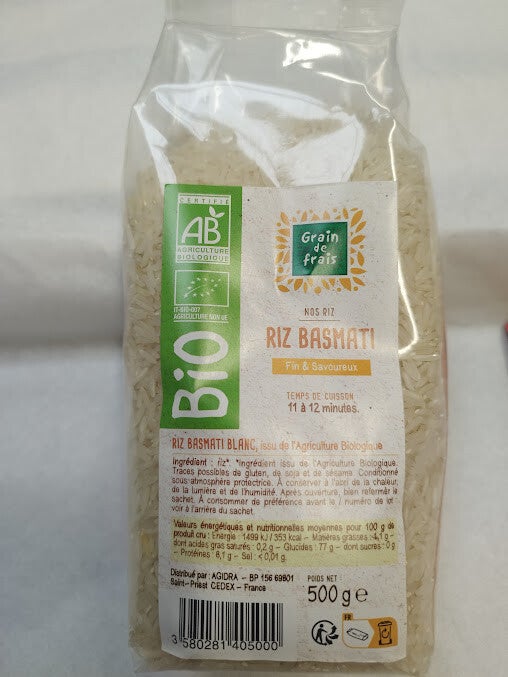 CERTIFIÉ
AB
AGRICULTURE
BIOLOGIQUE
IT-BIO-007
AGRICULTURE NON UE
BiO
Grain
de
frais
NOS RIZ
RIZ BASMATI
Fin & Savoureux
TEMPS DE CUISSON
11 à 12 minutes.
RIZ BASMATI BLANC, issu de l'Agriculture Biologique
Ingrédient : riz*. *Ingrédient issu de l'Agriculture Biologique.
Traces possibles de gluten, de soja et de sésame. Conditionné
sous atmosphère protectrice. À conserver à l'abri de la chaleur,
de la lumière et de l'humidité. Après ouverture, bien refermer le
sachet. À consommer de préférence avant le / numéro de lot :
voir à l'arrière du sachet.
Valeurs énergétiques et nutritionnelles moyennes pour 100 g de
produit cru : Énergie : 1499 kJ / 353 kcal – Matières grasses : 1,1 g –
dont acides gras saturés : 0,2 g – Glucides : 77 g – dont sucres : 0 g
– Protéines : 8,1 g – Sel : < 0,01 g.
Distribué par : AGIDRA – BP 156 69801
Saint-Priest CEDEX – France
POIDS NET :
500 g e
FR
3 580281 405000